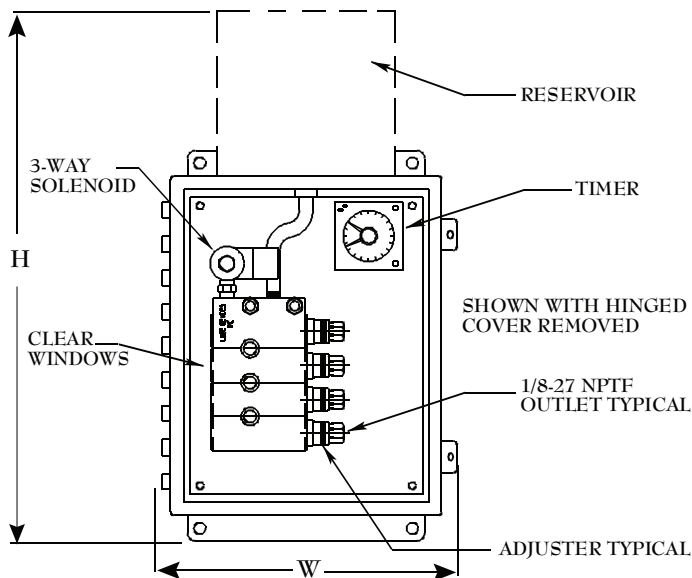 RESERVOIR
3-WAY
SOLENOID
TIMER
H
SHOWN WITH HINGED
COVER REMOVED
CLEAR
WINDOWS
1/8-27 NPTF
OUTLET TYPICAL
ADJUSTER TYPICAL
W